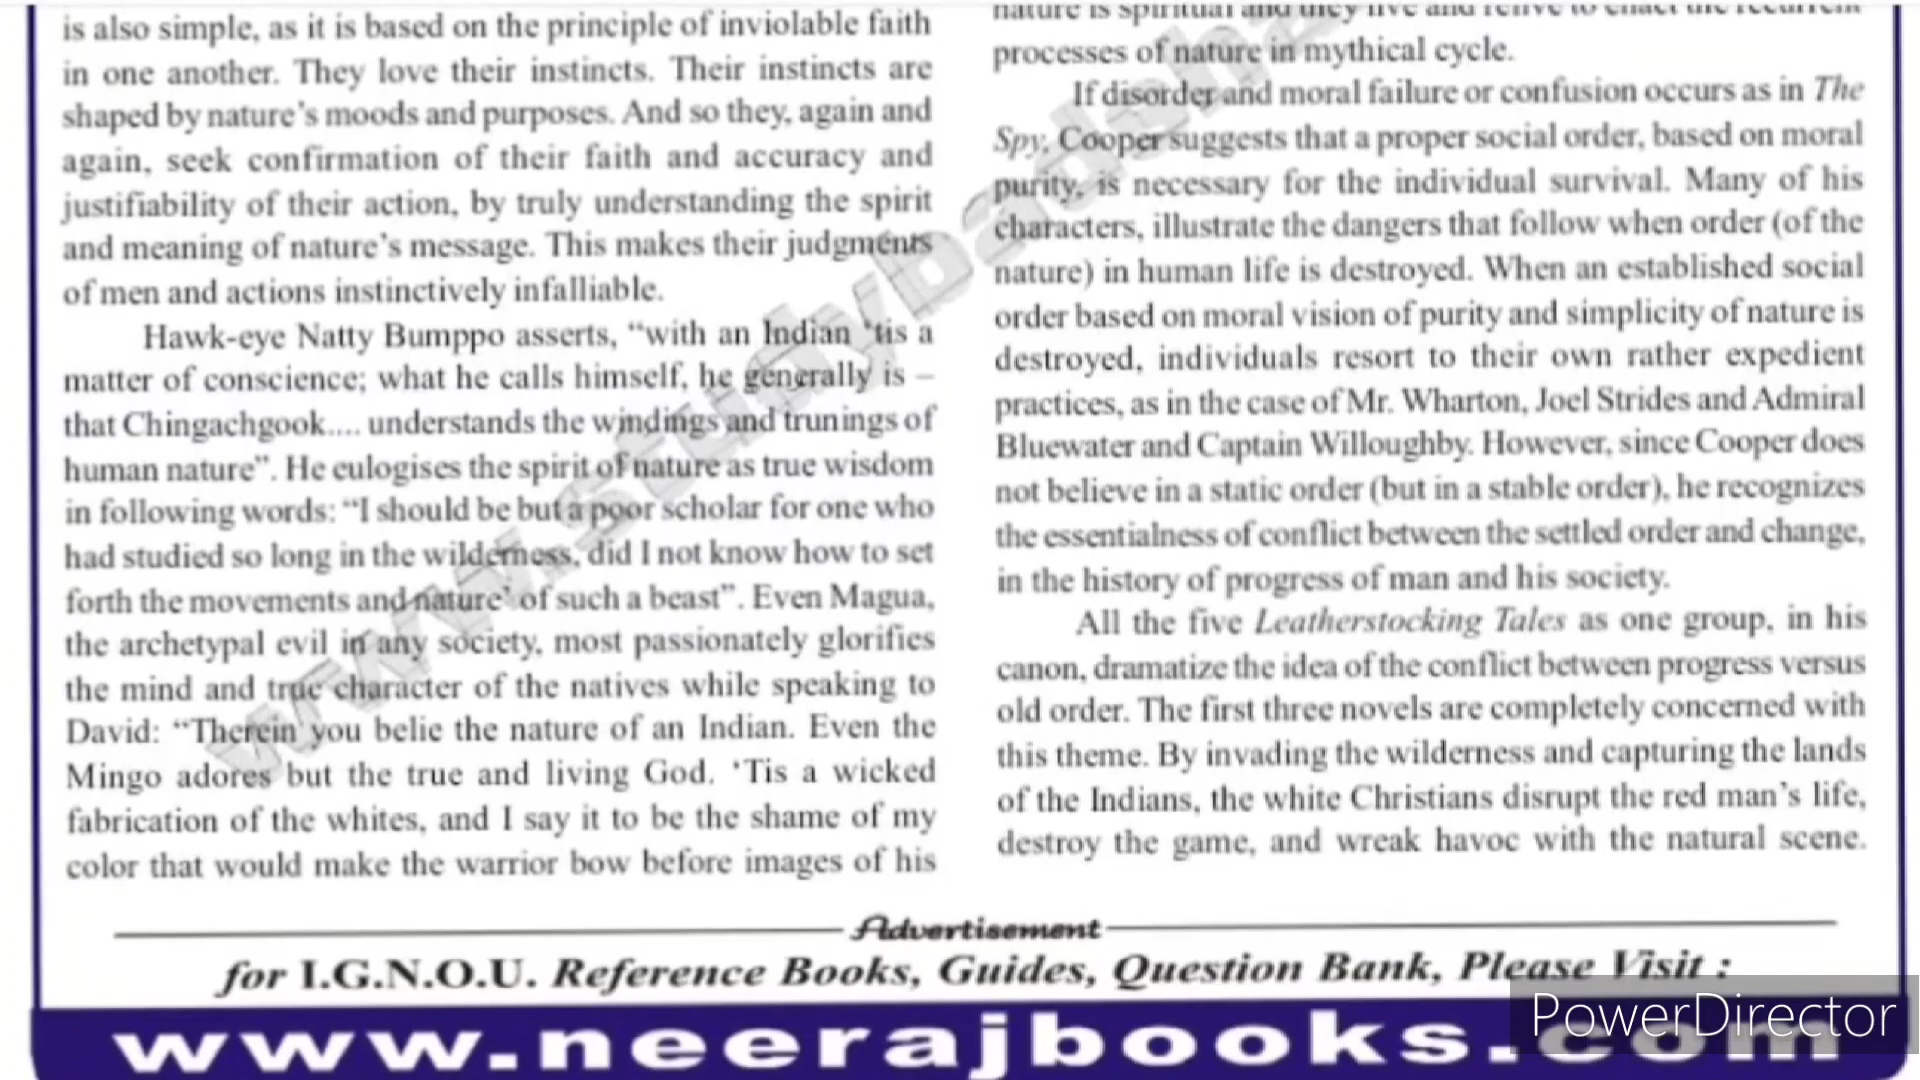 is also simple, as it is based on the principle of inviolable faith
in one another. They love their instincts. Their instincts are
shaped by nature's moods and purposes. And so they, again and
again, seek confirmation of their faith and accuracy and
justifiability of their action, by truly understanding the spirit
and meaning of nature's message. This makes their judgments
of men and actions instinctively infalliable.
Hawk-eye Natty Bumppo asserts, “with an Indian ‘tis a
matter of conscience; what he calls himself, he generally is –
that Chingachgook.... understands the windings and trunings of
human nature”. He eulogises the spirit of nature as true wisdom
in following words: “I should be but a poor scholar for one who
had studied so long in the wilderness, did I not know how to set
forth the movements and nature’ of such a beast”. Even Magua,
the archetypal evil in any society, most passionately glorifies
the mind and true character of the natives while speaking to
David: “Therein you belie the nature of an Indian. Even the
Mingo adores but the true and living God. ‘Tis a wicked
fabrication of the whites, and I say it to be the shame of my
color that would make the warrior bow before images of his
nature is spiritual and they live and relive to enact the recurrent
processes of nature in mythical cycle.
If disorder and moral failure or confusion occurs as in The
Spy, Cooper suggests that a proper social order, based on moral
purity, is necessary for the individual survival. Many of his
characters, illustrate the dangers that follow when order (of the
nature) in human life is destroyed. When an established social
order based on moral vision of purity and simplicity of nature is
destroyed, individuals resort to their own rather expedient
practices, as in the case of Mr. Wharton, Joel Strides and Admiral
Bluewater and Captain Willoughby. However, since Cooper does
not believe in a static order (but in a stable order), he recognizes
the essentialness of conflict between the settled order and change,
in the history of progress of man and his society.
All the five Leatherstocking Tales as one group, in his
canon, dramatize the idea of the conflict between progress versus
old order. The first three novels are completely concerned with
this theme. By invading the wilderness and capturing the lands
of the Indians, the white Christians disrupt the red man's life,
destroy the game, and wreak havoc with the natural scene.
www.studybadsha
Advertisement
for I.G.N.O.U. Reference Books, Guides, Question Bank, Please Visit :
www.neerajbooks.com
PowerDirector